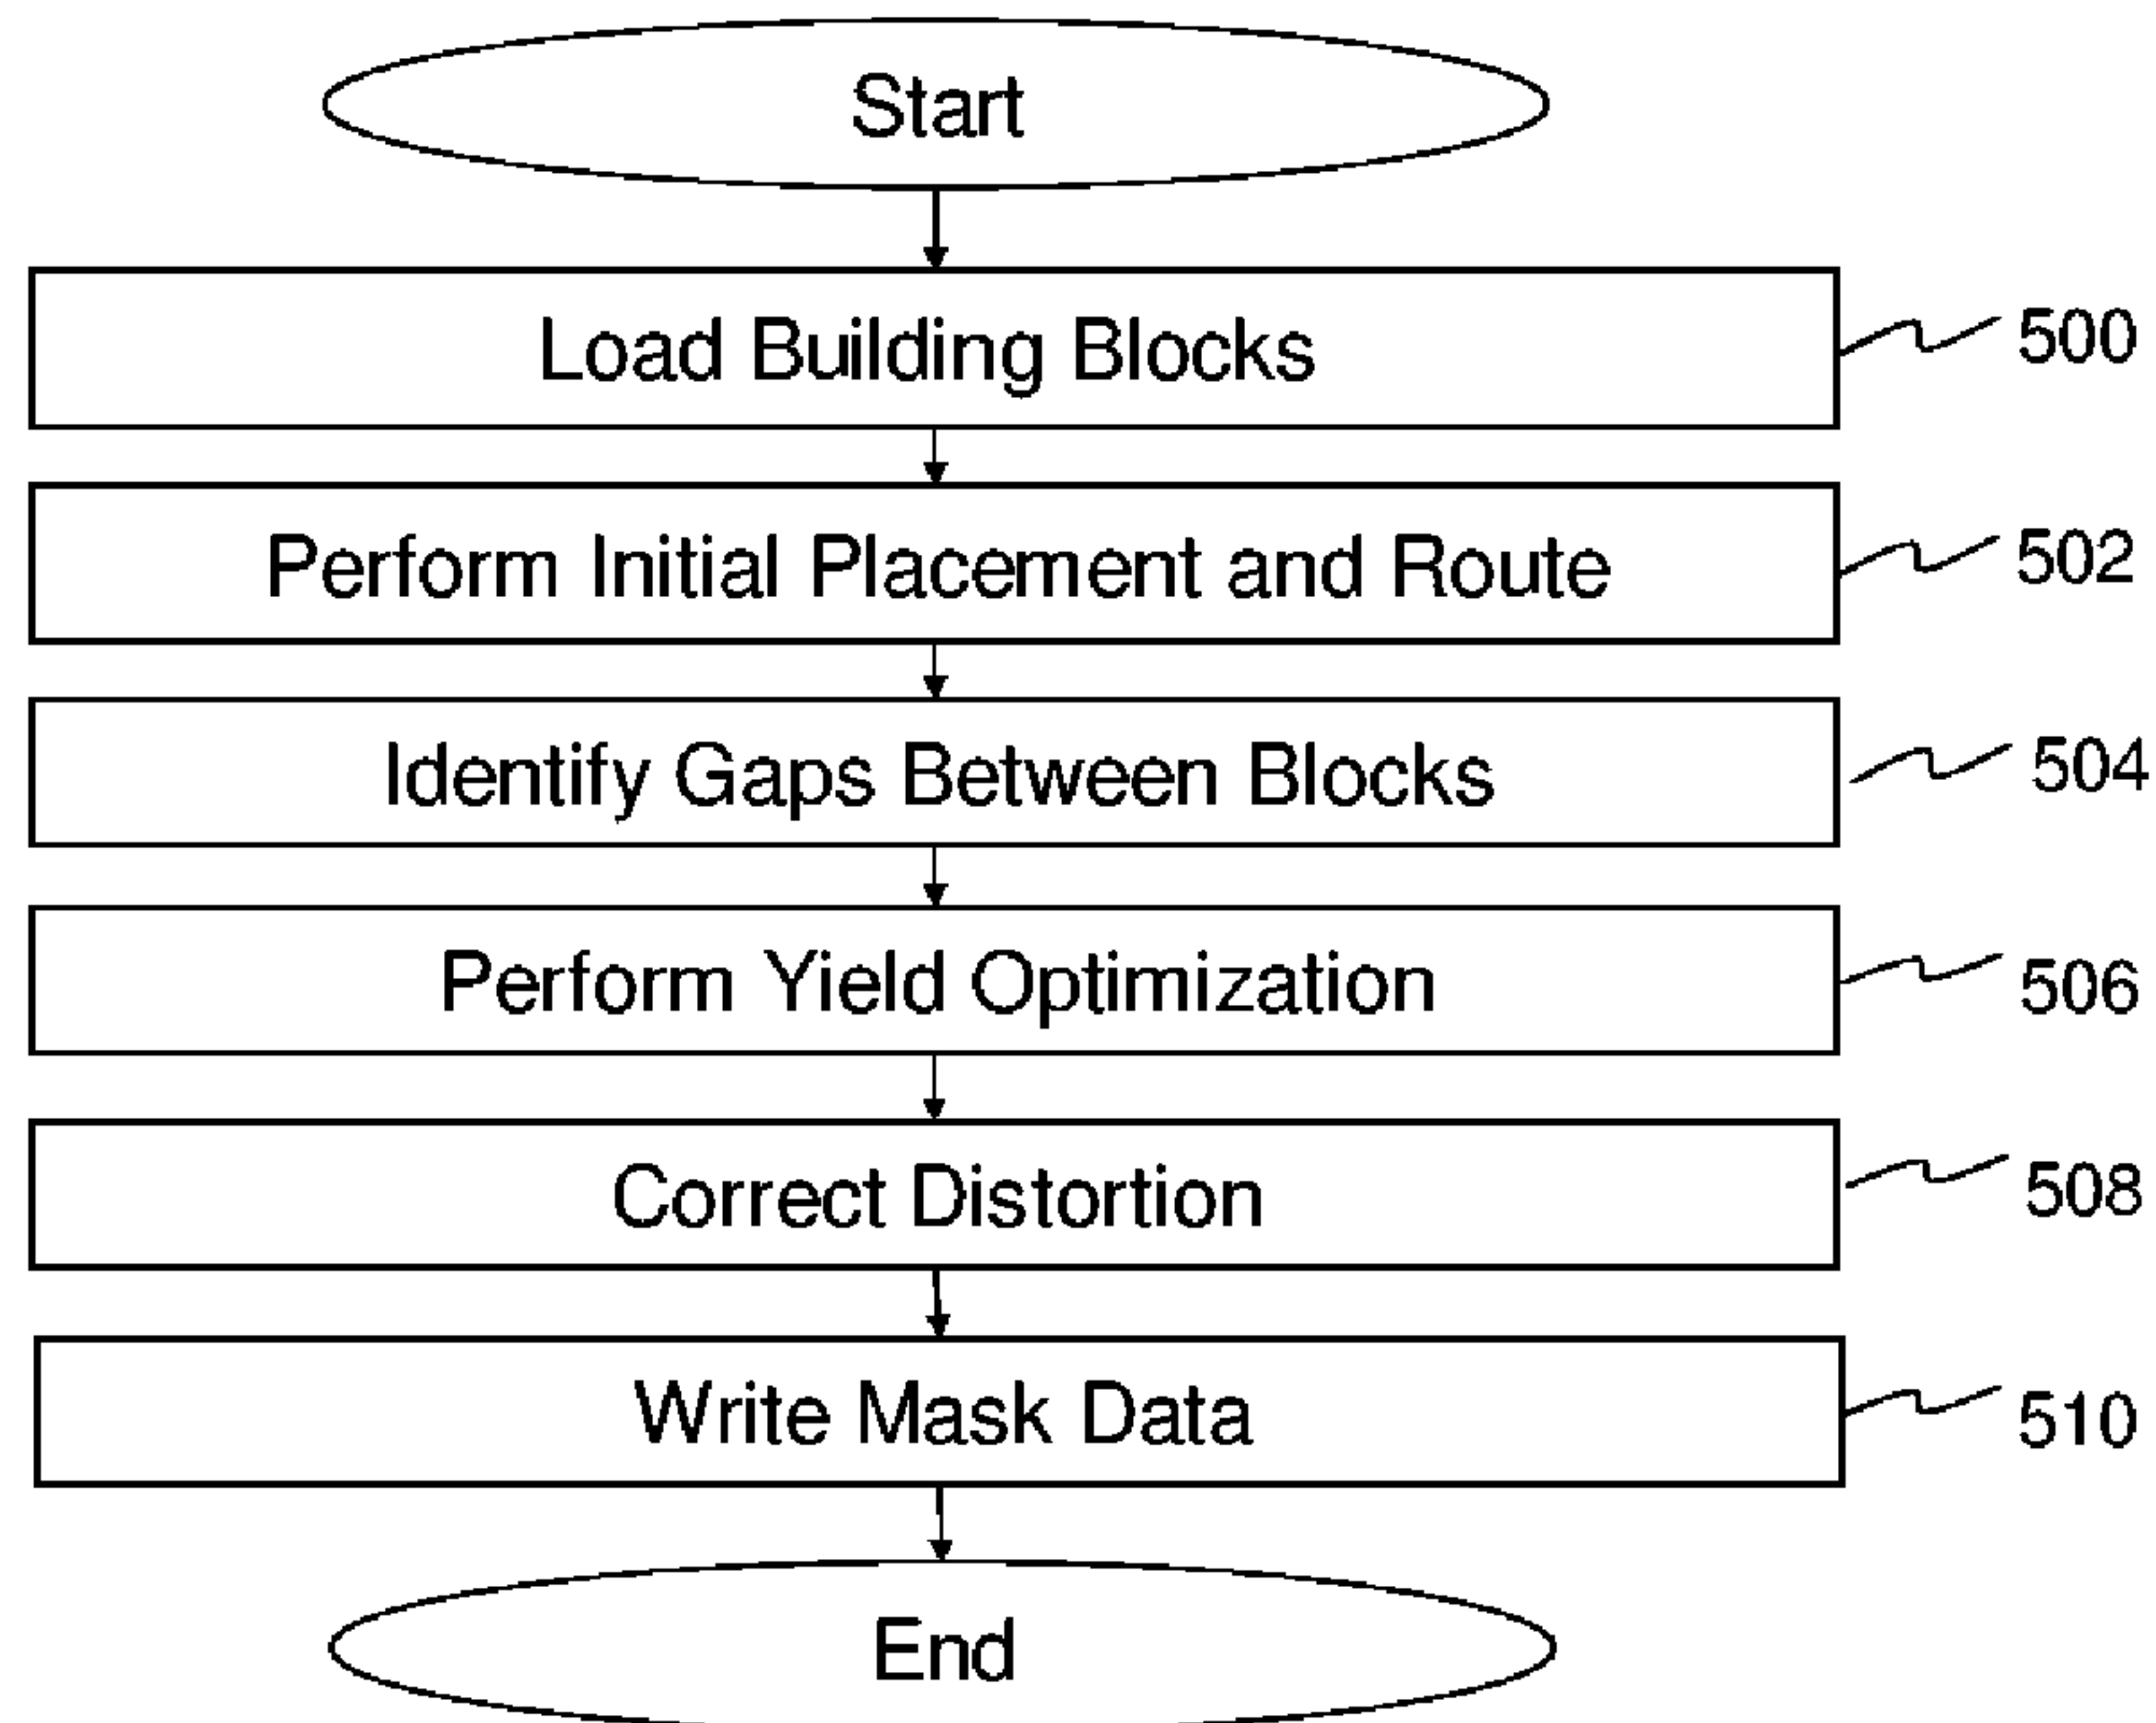 Start
Load Building Blocks
500
Perform Initial Placement and Route
502
Identify Gaps Between Blocks
504
Perform Yield Optimization
506
Correct Distortion
508
Write Mask Data
510
End